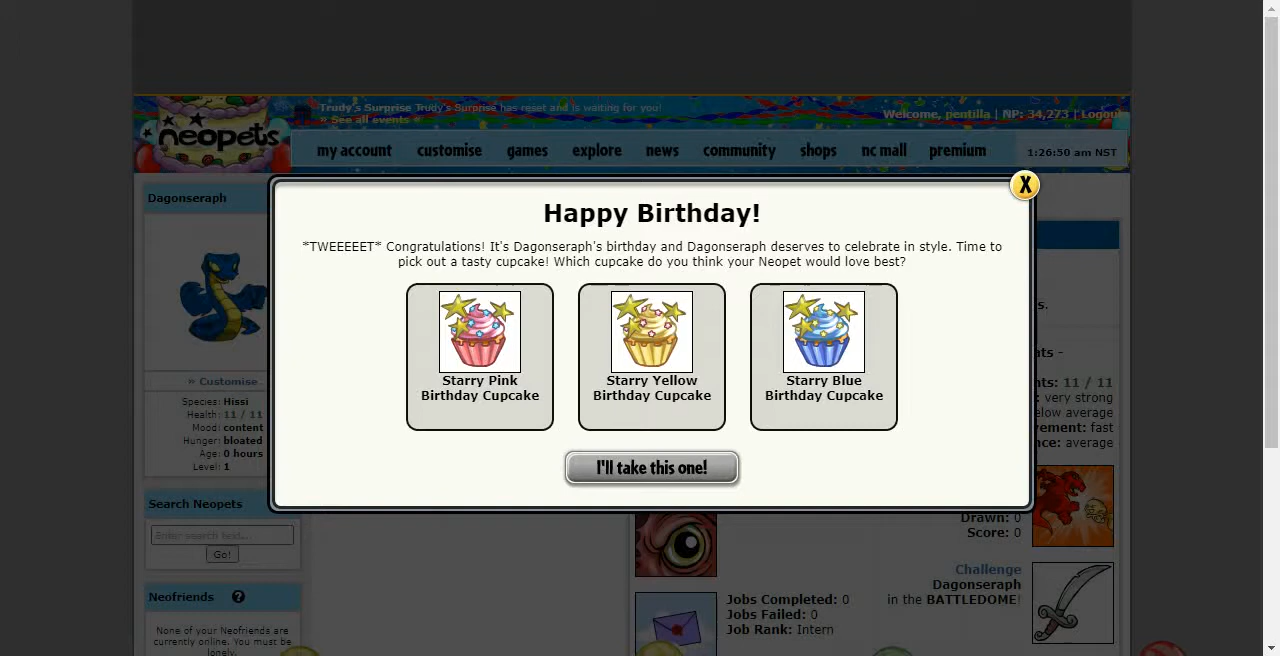 Trudy's Surprise Trudy's Surprise has reset and is waiting for you!
» See all events «
neopets
Welcome, pentilla | NP: 34,273 | Logout
my account customise games explore news community shops nc mall premium 1:26:50 am NST
Dagonseraph
» Customise
Species: Hissi
Health: 11 / 11
Mood: content
Hunger: bloated
Age: 0 hours
Level: 1
Search Neopets
Enter search text...
Go!
Neofriends ?
None of your Neofriends are
currently online. You must be
lonely.
X
Happy Birthday!
*TWEEEEET* Congratulations! It's Dagonseraph's birthday and Dagonseraph deserves to celebrate in style. Time to
pick out a tasty cupcake! Which cupcake do you think your Neopet would love best?
Starry Pink
Birthday Cupcake
Starry Yellow
Birthday Cupcake
Starry Blue
Birthday Cupcake
I'll take this one!
11 / 11
very strong
average
fast
average
Drawn: 0
Score: 0
Challenge
Dagonseraph
in the BATTLEDOME!
Jobs Completed: 0
Jobs Failed: 0
Job Rank: Intern